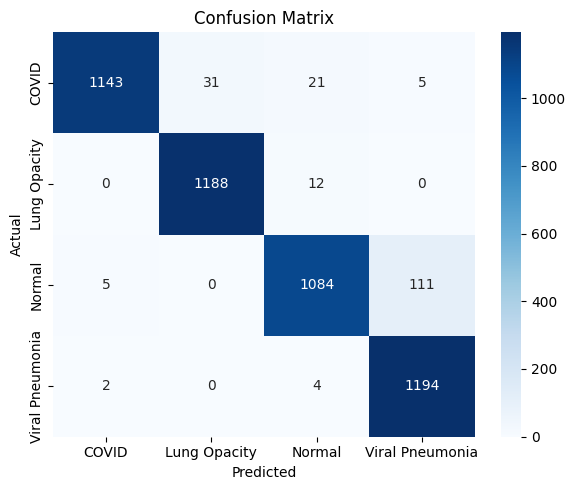 Confusion Matrix
COVID
1143 31 21 5
Lung Opacity
0 1188 12 0
Normal
5 0 1084 111
Viral Pneumonia
2 0 4 1194
Actual
COVID Lung Opacity Normal Viral Pneumonia
Predicted
1000
800
600
400
200
0